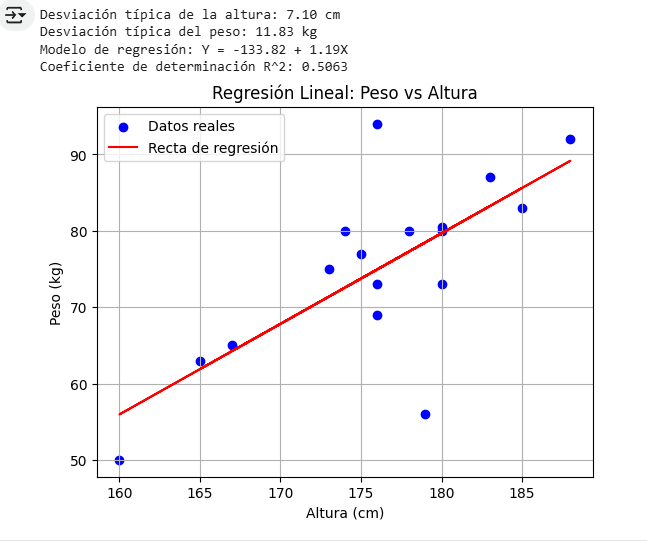 Desviación típica de la altura: 7.10 cm
Desviación típica del peso: 11.83 kg
Modelo de regresión: Y = -133.82 + 1.19X
Coeficiente de determinación R^2: 0.5063
Regresión Lineal: Peso vs Altura
Datos reales
Recta de regresión
90
80
70
60
50
Peso (kg)
160 165 170 175 180 185
Altura (cm)